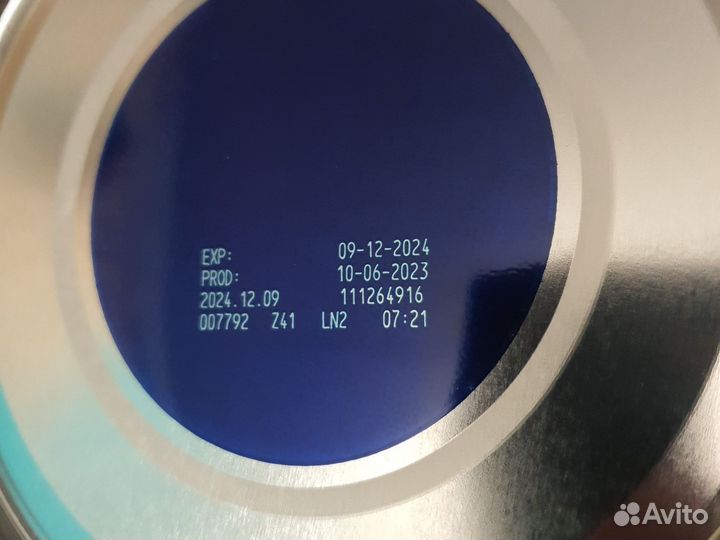 EXP: 09-12-2024
PROD: 10-06-2023
2024.12.09 111264916
007792 Z41 LN2 07:21
Avito